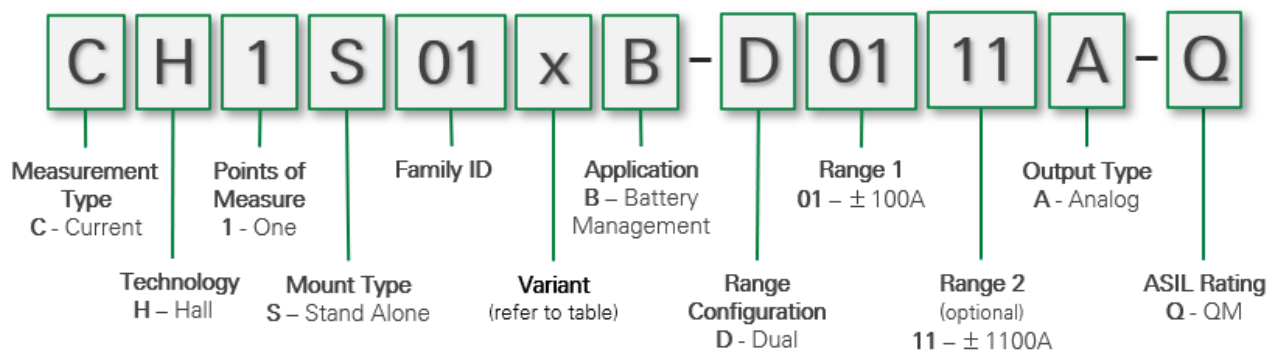 C H 1 S 01 x B - D 01 11 A - Q
Measurement
Type
C - Current
Points of
Measure
1 - One
Family ID
Application
B – Battery
Management
Range 1
01 – ± 100A
Output Type
A - Analog
Technology
H – Hall
Mount Type
S – Stand Alone
Variant
(refer to table)
Range
Configuration
D - Dual
Range 2
(optional)
11 – ± 1100A
ASIL Rating
Q - QM